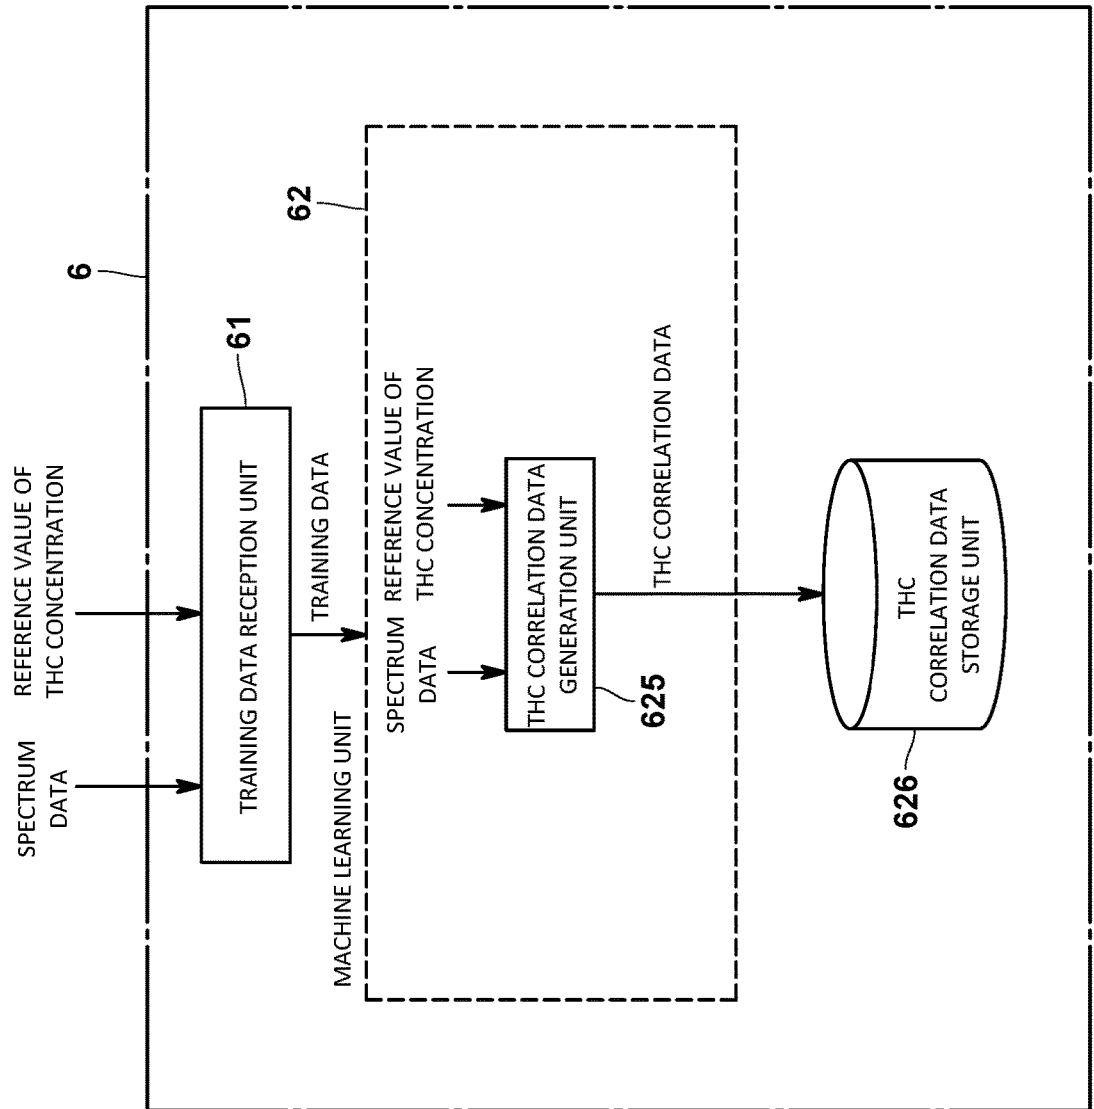 SPECTRUM
DATA
REFERENCE VALUE OF
THC CONCENTRATION
6
TRAINING DATA RECEPTION UNIT
61
TRAINING DATA
MACHINE LEARNING UNIT
62
SPECTRUM
DATA
REFERENCE VALUE OF
THC CONCENTRATION
THC CORRELATION DATA
GENERATION UNIT
625
THC CORRELATION DATA
THC
CORRELATION DATA
STORAGE UNIT
626